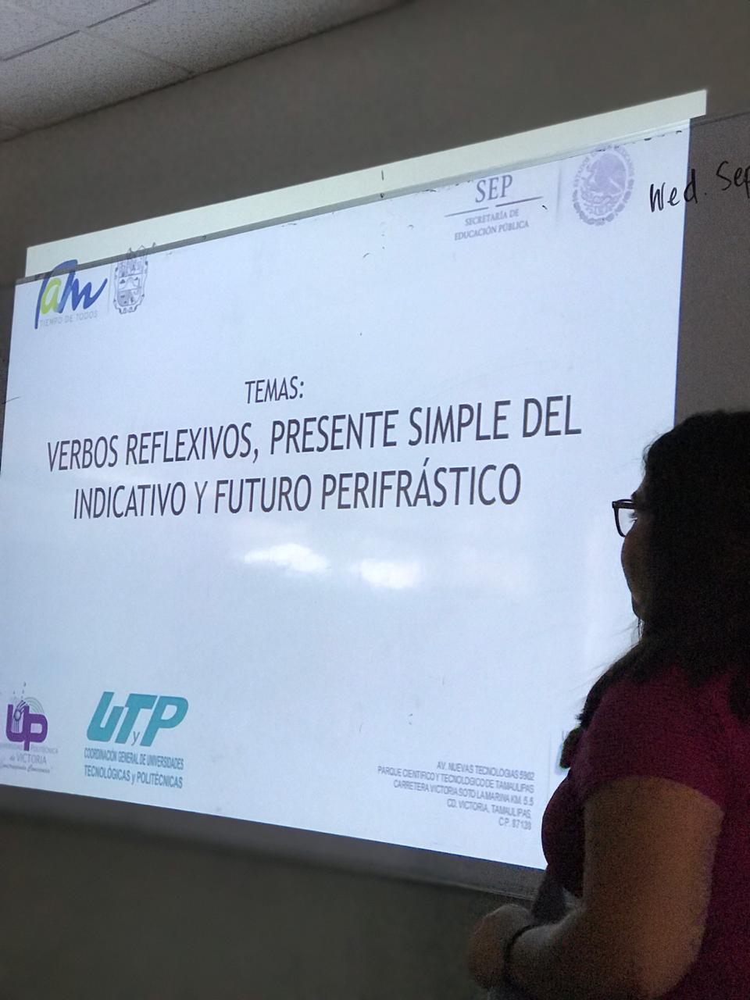 SEP
SECRETARÍA DE
EDUCACIÓN PÚBLICA
Wed. Sep
Tam
TIEMPO DE TODOS
TEMAS:
VERBOS REFLEXIVOS, PRESENTE SIMPLE DEL
INDICATIVO Y FUTURO PERIFRÁSTICO
UP
POLITÉCNICA
de VICTORIA
UTyP
COORDINACIÓN GENERAL DE UNIVERSIDADES
TECNOLÓGICAS y POLITÉCNICAS
AV. NUEVAS TECNOLOGIAS 5902
PARQUE CIENTIFICO Y TECNOLOGICO DE TAMAULIPAS
CARRETERA VICTORIA SOTO LA MARINA KM. 5.5
CD. VICTORIA, TAMAULIPAS.
C.P. 87138